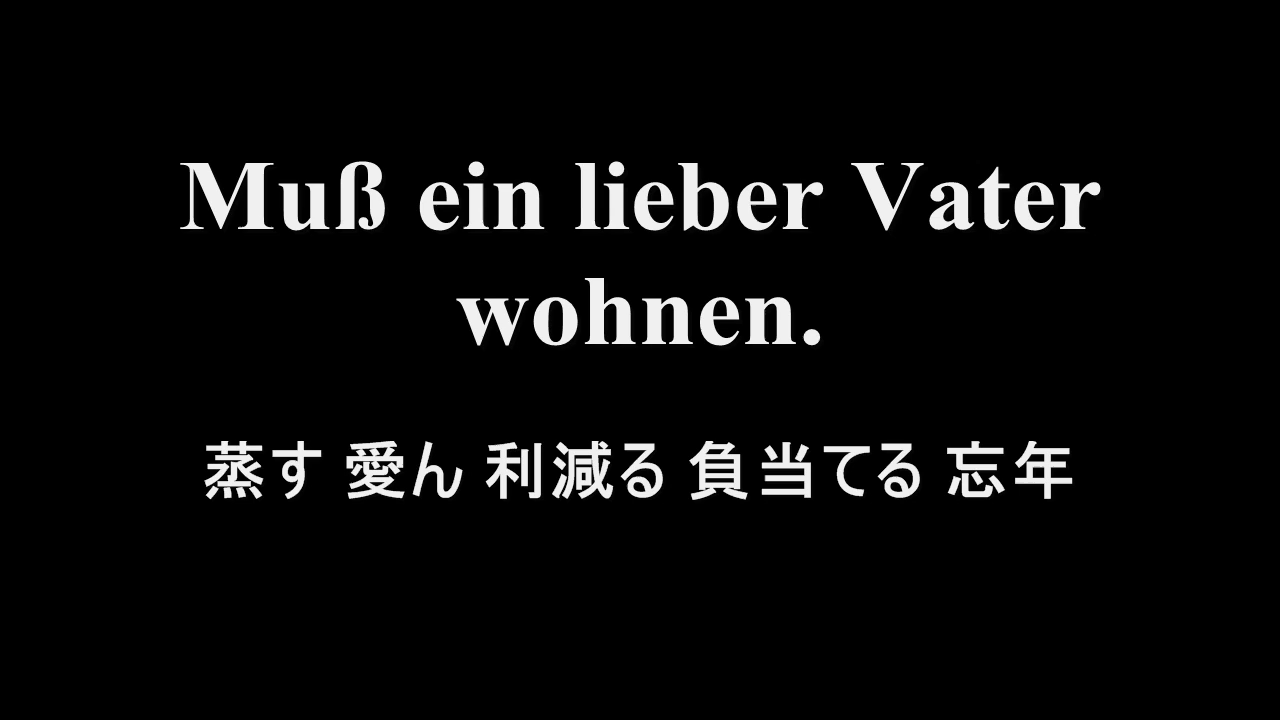 Muß ein lieber Vater
wohnen.
蒸す 愛ん 利減る 負当てる 忘年